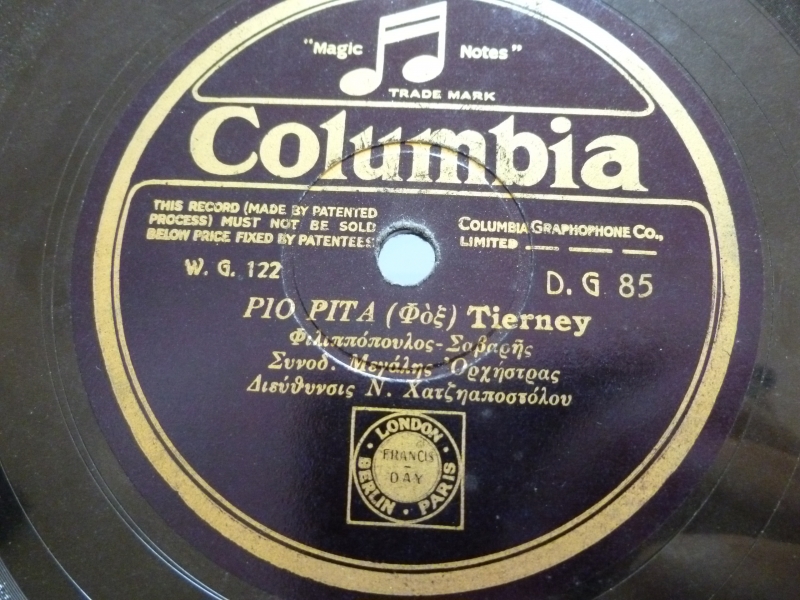 "Magic Notes"
TRADE MARK
Columbia
THIS RECORD (MADE BY PATENTED
PROCESS) MUST NOT BE SOLD
BELOW PRICE FIXED BY PATENTEES
COLUMBIA GRAPHOPHONE CO.,
LIMITED
W. G. 122
D. G 85
ΡΙΟ ΡΙΤΑ (Φὸξ) Tierney
Φιλιππόπουλος - Σαβαρῆς
Συνοδ. Μεγάλης Ὀρχήστρας
Διεύθυνσις Ν. Χατζηαποστόλου
LONDON · PARIS · BERLIN ·
FRANCIS
-
DAY